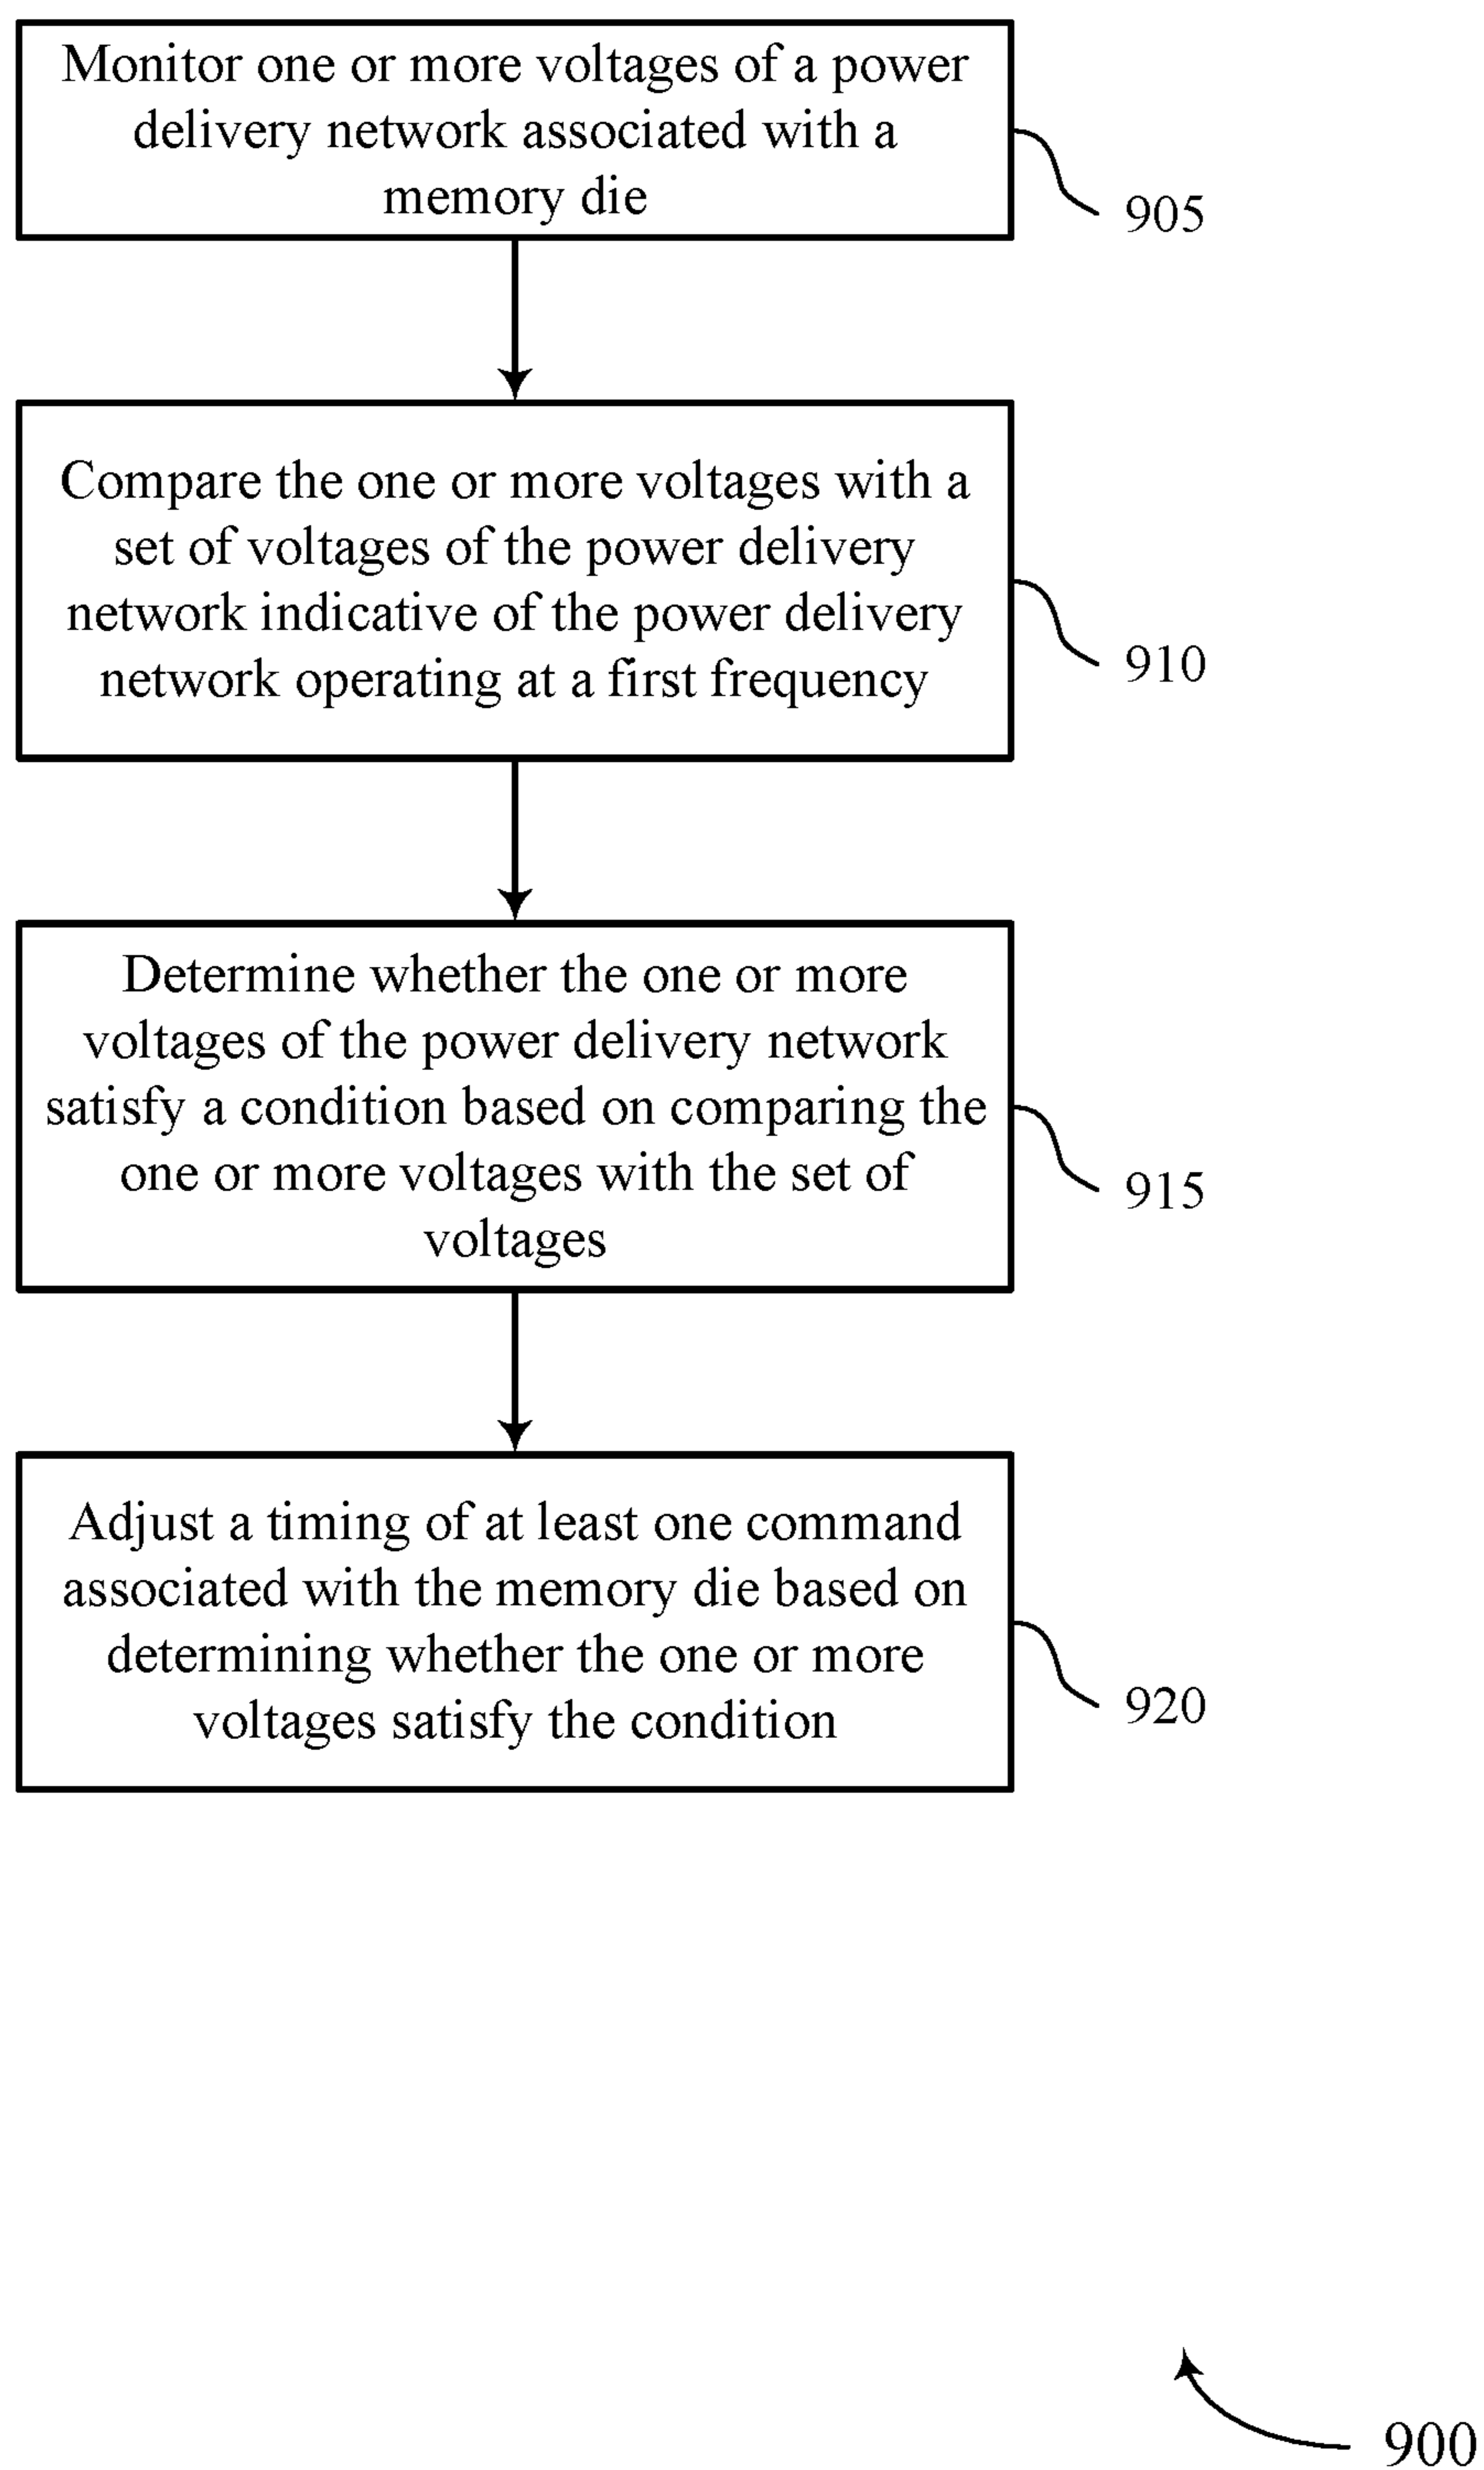 Monitor one or more voltages of a power
delivery network associated with a
memory die
905
Compare the one or more voltages with a
set of voltages of the power delivery
network indicative of the power delivery
network operating at a first frequency
910
Determine whether the one or more
voltages of the power delivery network
satisfy a condition based on comparing the
one or more voltages with the set of
voltages
915
Adjust a timing of at least one command
associated with the memory die based on
determining whether the one or more
voltages satisfy the condition
920
900